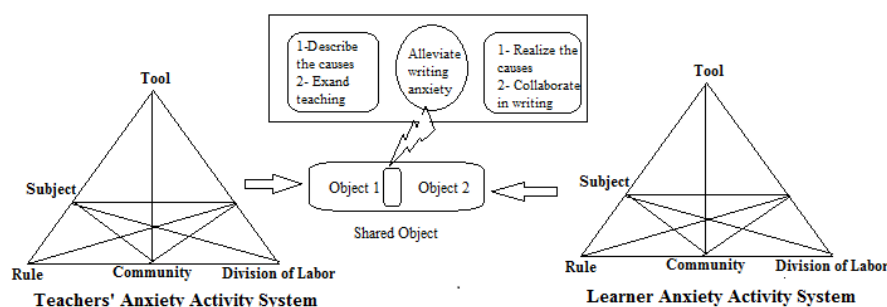 1-Describe
the causes
2- Exand
teaching
Alleviate
writing
anxiety
1- Realize the
causes
2- Collaborate
in writing
Tool
Subject
Rule
Community
Division of Labor
Teachers' Anxiety Activity System
Object 1
Object 2
Shared Object
Tool
Subject
Rule
Community
Division of Labor
Learner Anxiety Activity System